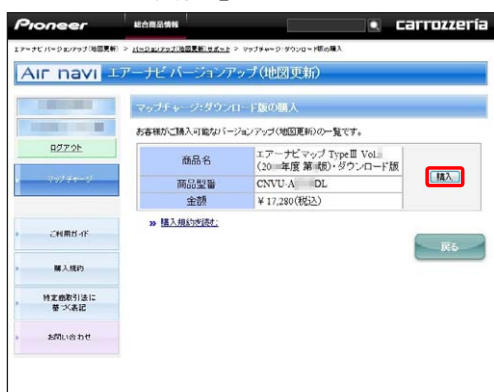 Pioneer
総合商品情報
carrozzeria
エアーナビ バージョンアップ(地図更新) > バージョンアップ(地図更新)サポート > マップチャージ:ダウンロード版の購入
AIr navI エアーナビ バージョンアップ(地図更新)
マップチャージ:ダウンロード版の購入
お客様がご購入可能なバージョンアップ(地図更新)の一覧です。
ログアウト
商品名
エアーナビマップ TypeⅢ Vol.
(20 年度 第 版)・ダウンロード版
購入
マップチャージ
商品型番
CNVU-A DL
金額
¥ 17,280(税込)
» 購入規約を読む
ご利用ガイド
戻る
購入規約
特定商取引法に
基づく表記
お問い合わせ